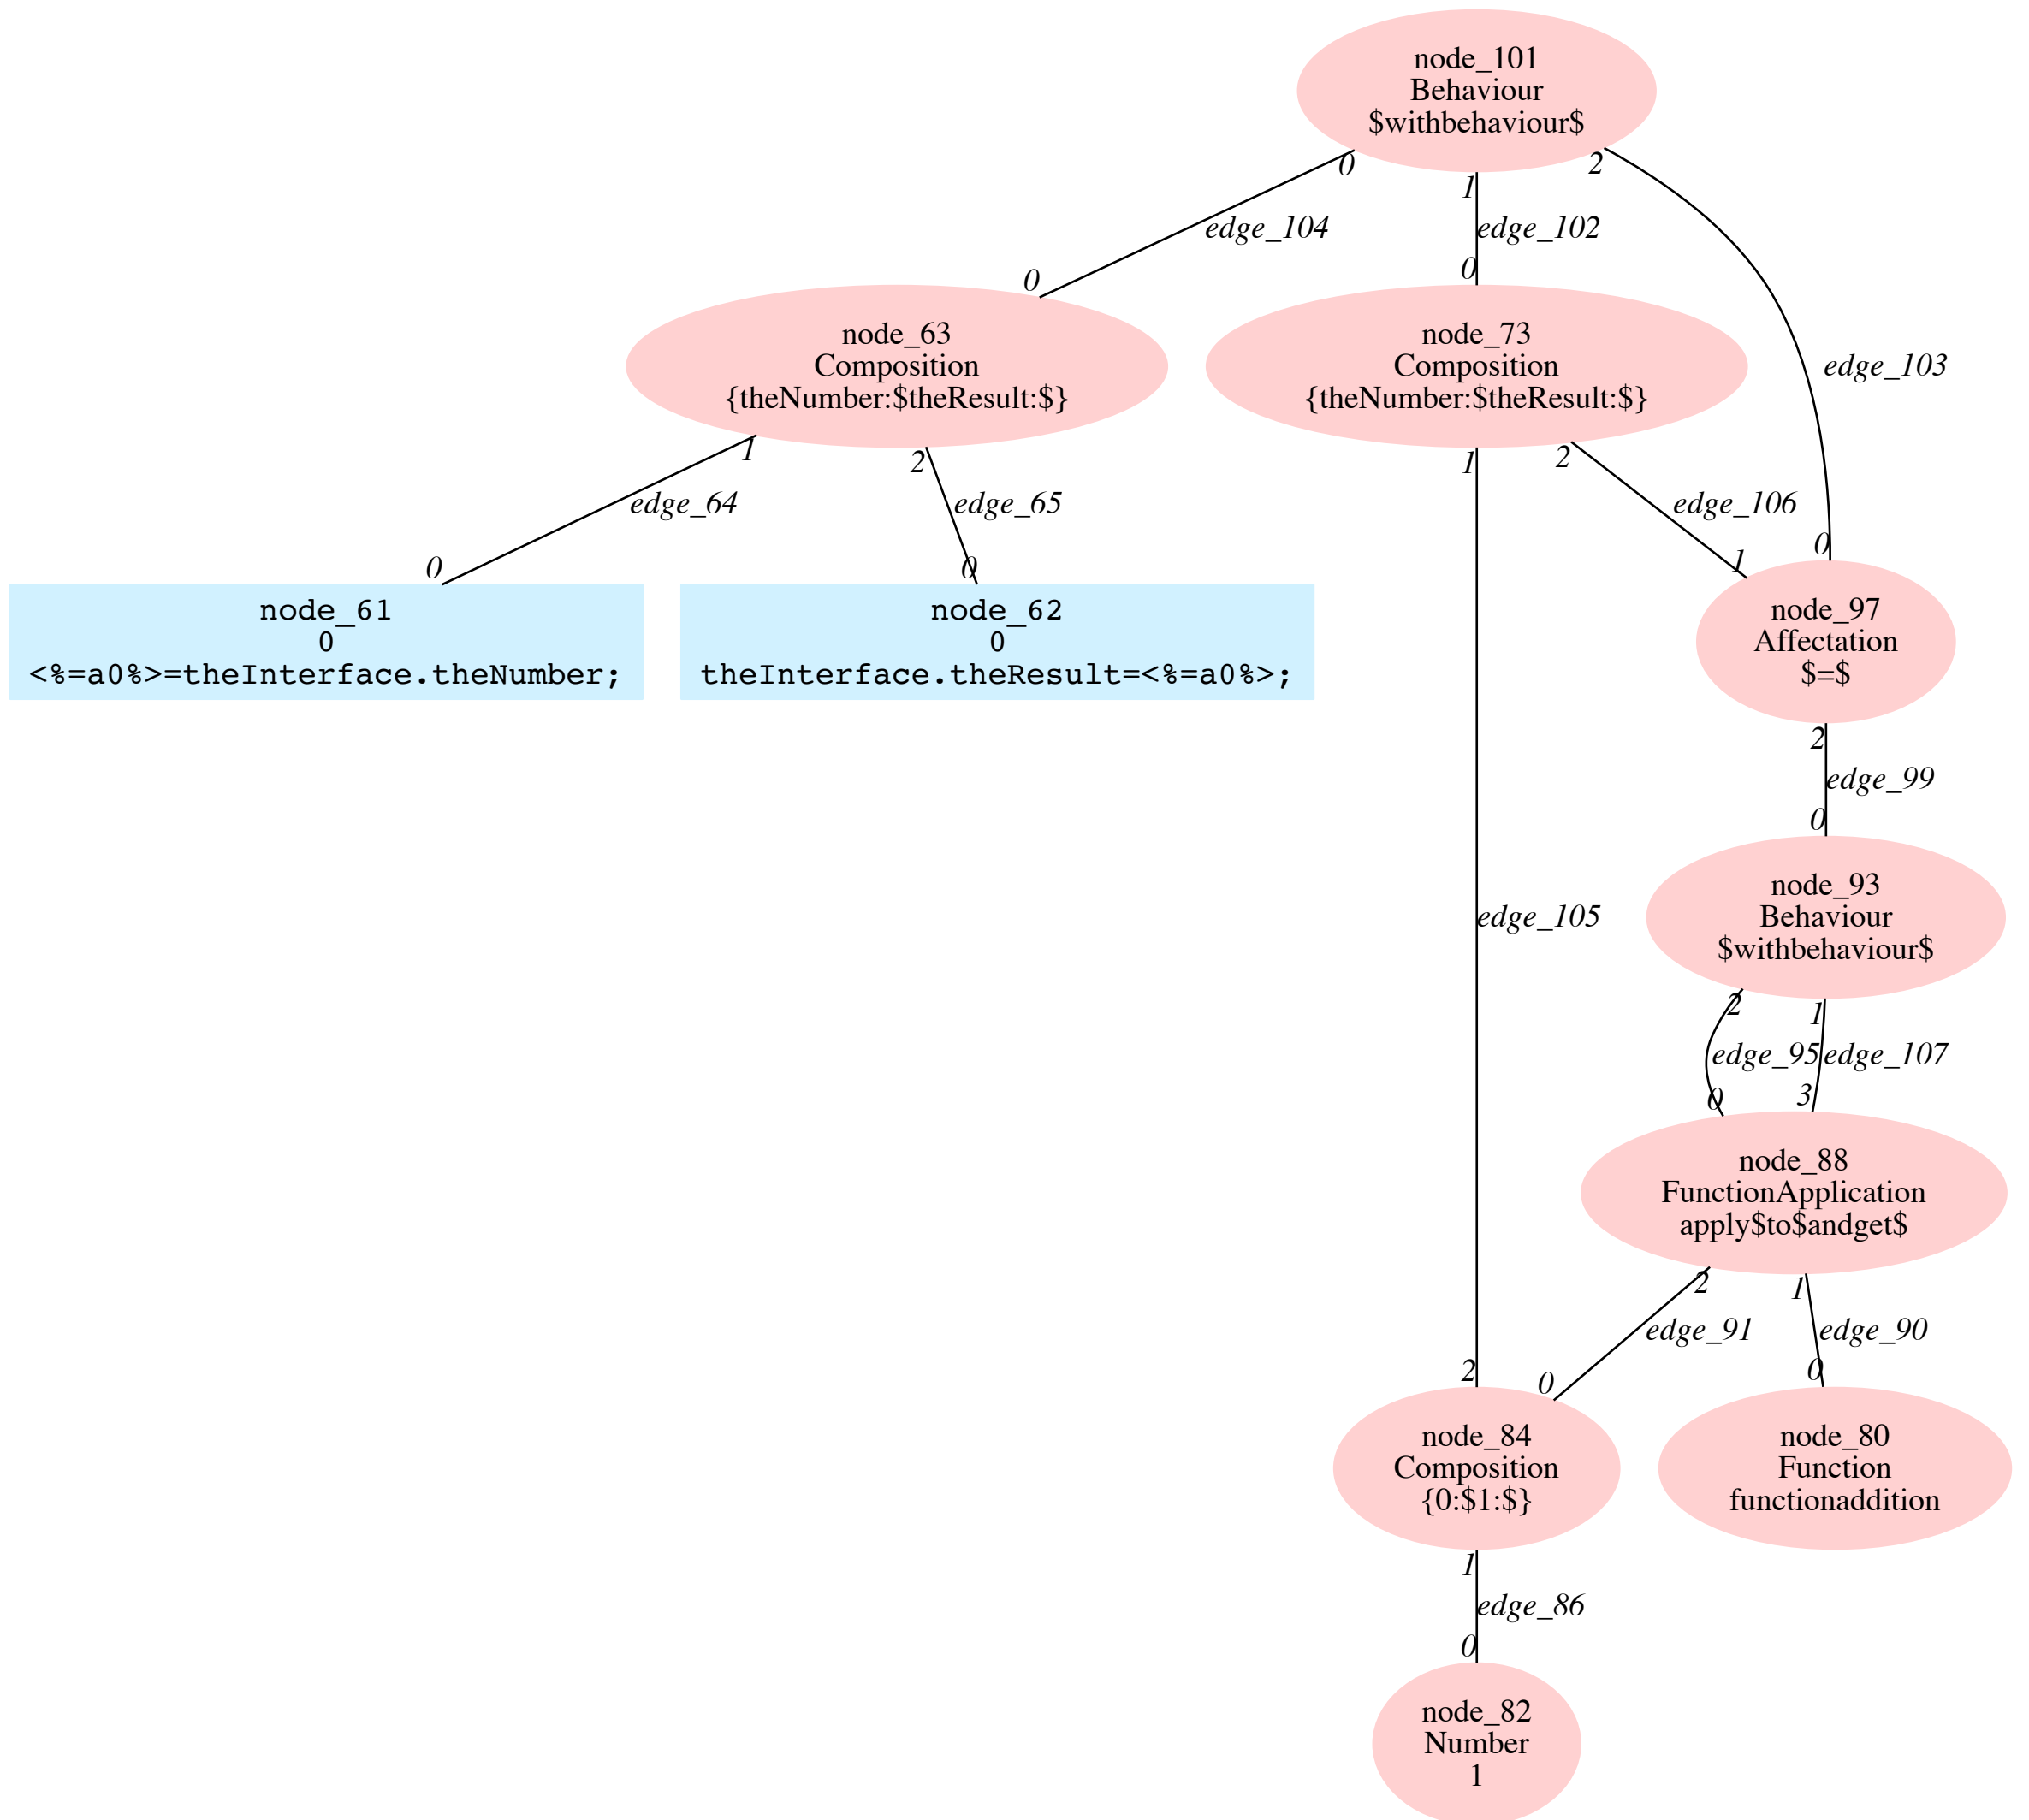 node_101
Behaviour
$withbehaviour$
0
1
2
edge_104
edge_102
0
0
node_63
Composition
{theNumber:$theResult:$}
node_73
Composition
{theNumber:$theResult:$}
edge_103
1
2
1
2
edge_64
edge_65
edge_106
0
0
1
0
node_61
0
<%=a0%>=theInterface.theNumber;
node_62
0
theInterface.theResult=<%=a0%>;
node_97
Affectation
$=$
2
edge_99
0
edge_105
node_93
Behaviour
$withbehaviour$
2
1
edge_95
edge_107
0
3
node_88
FunctionApplication
apply$to$andget$
2
1
edge_91
edge_90
2
0
0
node_84
Composition
{0:$1:$}
node_80
Function
functionaddition
1
edge_86
0
node_82
Number
1